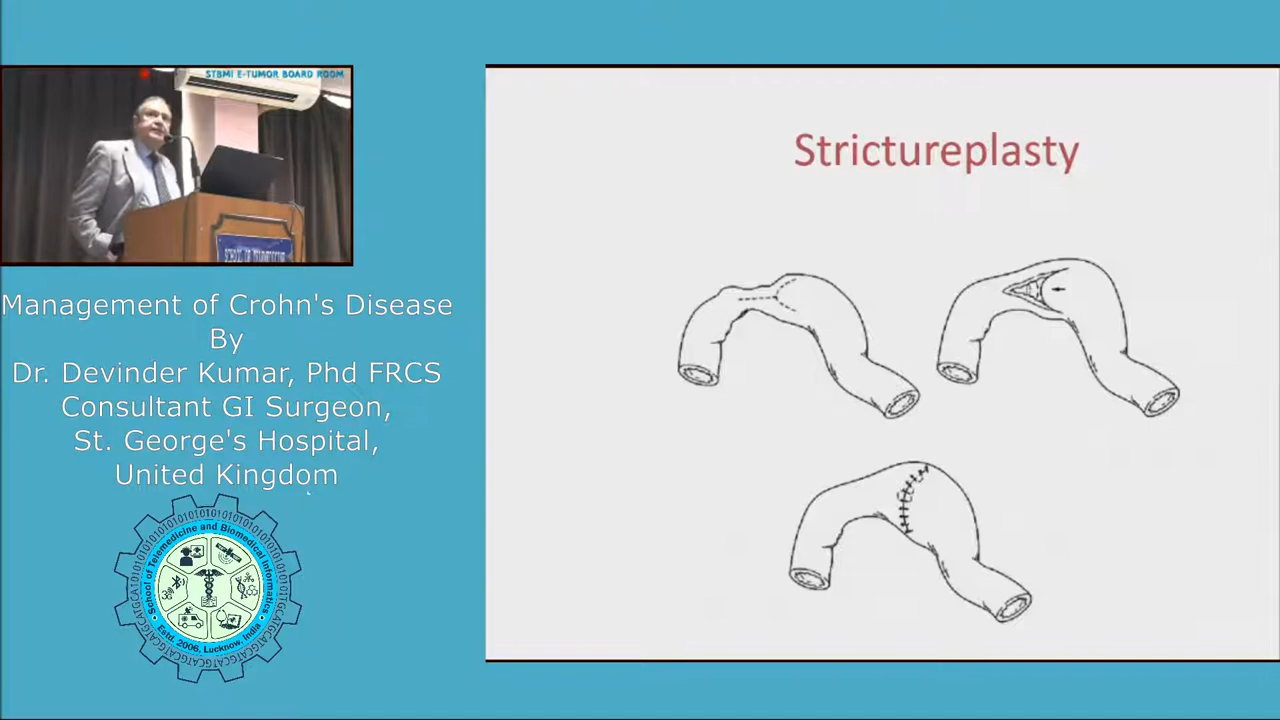 STBMI E-TUMOR BOARD ROOM
Strictureplasty
Management of Crohn's Disease
By
Dr. Devinder Kumar, Phd FRCS
Consultant GI Surgeon,
St. George's Hospital,
United Kingdom
School of Telemedicine and Biomedical Informatics
Estd. 2006, Lucknow, India